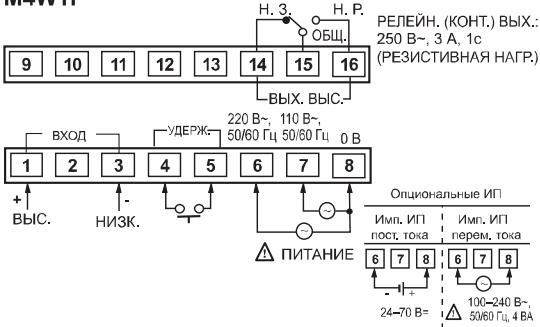 M4W1P
Н. З. Н. Р.
ОБЩ.
РЕЛЕЙН. (КОНТ.) ВЫХ.:
250 В~, 3 А, 1с
(РЕЗИСТИВНАЯ НАГР.)
9 10 11 12 13 14 15 16
ВЫХ. ВЫС.
220 В~, 110 В~,
50/60 Гц 50/60 Гц 0 В
ВХОД УДЕРЖ.
1 2 3 4 5 6 7 8
+ -
ВЫС. НИЗК.
ПИТАНИЕ
Опциональные ИП
Имп. ИП
пост. тока
6 7 8
- +
24–70 В=
Имп. ИП
перем. тока
6 7 8
100–240 В~,
50/60 Гц, 4 ВА